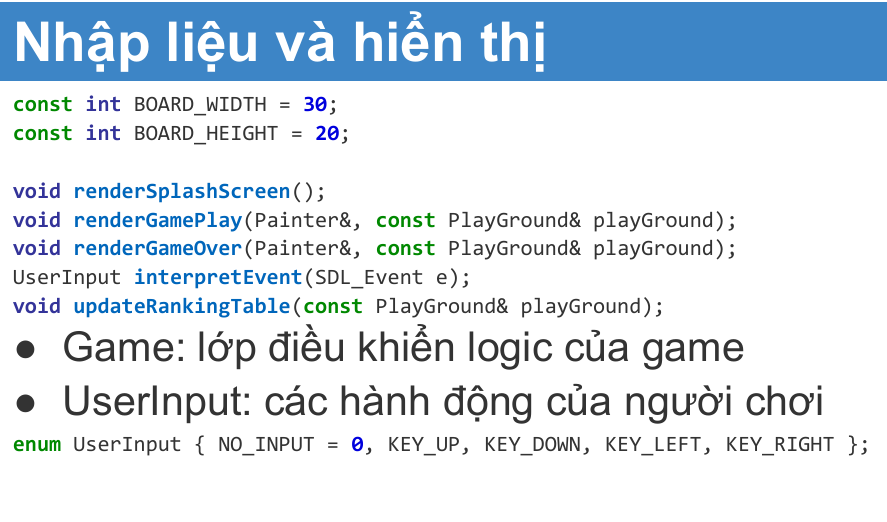 Nhập liệu và hiển thị
const int BOARD_WIDTH = 30;
const int BOARD_HEIGHT = 20;
void renderSplashScreen();
void renderGamePlay(Painter&, const PlayGround& playGround);
void renderGameOver(Painter&, const PlayGround& playGround);
UserInput interpretEvent(SDL_Event e);
void updateRankingTable(const PlayGround& playGround);
● Game: lớp điều khiển logic của game
● UserInput: các hành động của người chơi
enum UserInput { NO_INPUT = 0, KEY_UP, KEY_DOWN, KEY_LEFT, KEY_RIGHT };